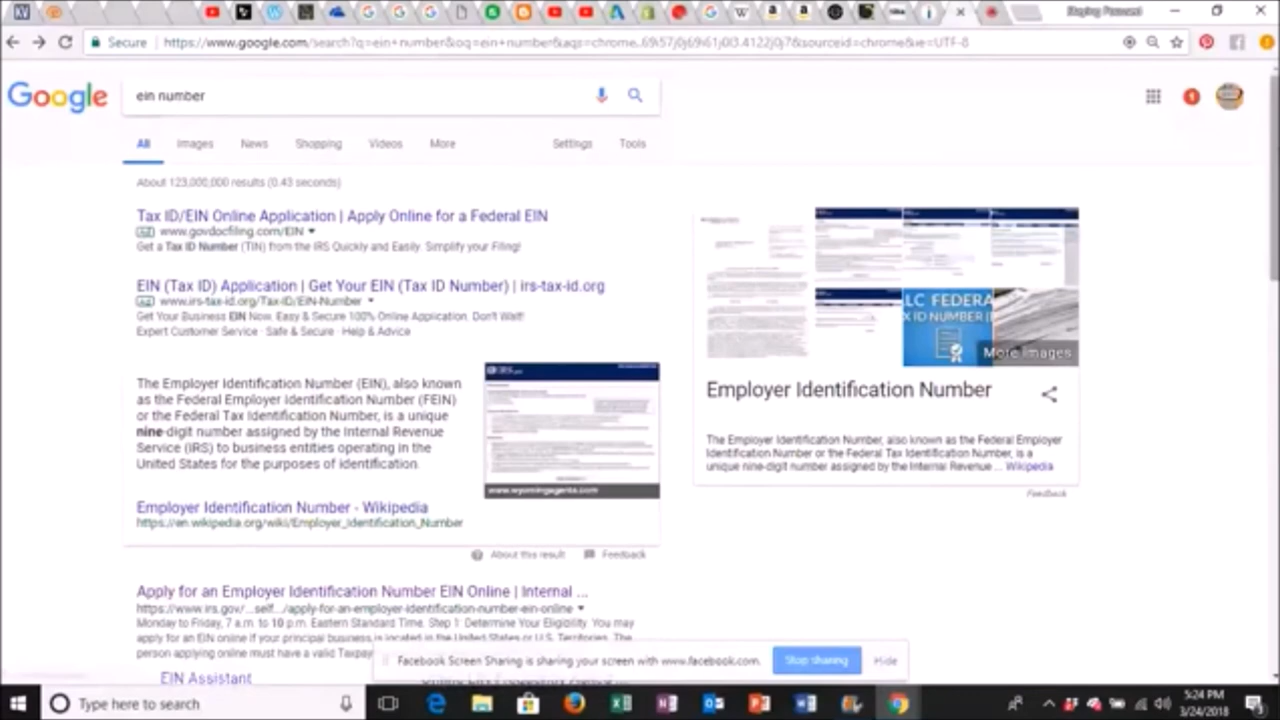 Secure https://www.google.com/search?q=ein+number&oq=ein+number&aqs=chrome..69i57j0j69i61j0l3.4122j0j7&sourceid=chrome&ie=UTF-8
Google
ein number
All Images News Shopping Videos More Settings Tools
About 123,000,000 results (0.43 seconds)
Tax ID/EIN Online Application | Apply Online for a Federal EIN
Ad www.govdocfiling.com/EIN
Get a Tax ID Number (TIN) from the IRS Quickly and Easily. Simplify your Filing!
EIN (Tax ID) Application | Get Your EIN (Tax ID Number) | irs-tax-id.org
Ad www.irs-tax-id.org/Tax-ID/EIN-Number
Get Your Business EIN Now. Easy & Secure 100% Online Application. Don't Wait!
Expert Customer Service · Safe & Secure · Help & Advice
The Employer Identification Number (EIN), also known
as the Federal Employer Identification Number (FEIN)
or the Federal Tax Identification Number, is a unique
nine-digit number assigned by the Internal Revenue
Service (IRS) to business entities operating in the
United States for the purposes of identification.
www.wyomingagents.com
Employer Identification Number - Wikipedia
https://en.wikipedia.org/wiki/Employer_Identification_Number
About this result Feedback
Apply for an Employer Identification Number EIN Online | Internal ...
https://www.irs.gov/...self.../apply-for-an-employer-identification-number-ein-online
Monday to Friday, 7 a.m. to 10 p.m. Eastern Standard Time. Step 1: Determine Your Eligibility. You may
apply for an EIN online if your principal business is located in the United States or U.S. Territories. The
person applying online must have a valid Taxpay
EIN Assistant
LC FEDERA
X ID NUMBER (
More images
Employer Identification Number
The Employer Identification Number, also known as the Federal Employer
Identification Number or the Federal Tax Identification Number, is a
unique nine-digit number assigned by the Internal Revenue ... Wikipedia
Feedback
Facebook Screen Sharing is sharing your screen with www.facebook.com.
Stop sharing
Hide
Type here to search
5:24 PM
3/24/2018